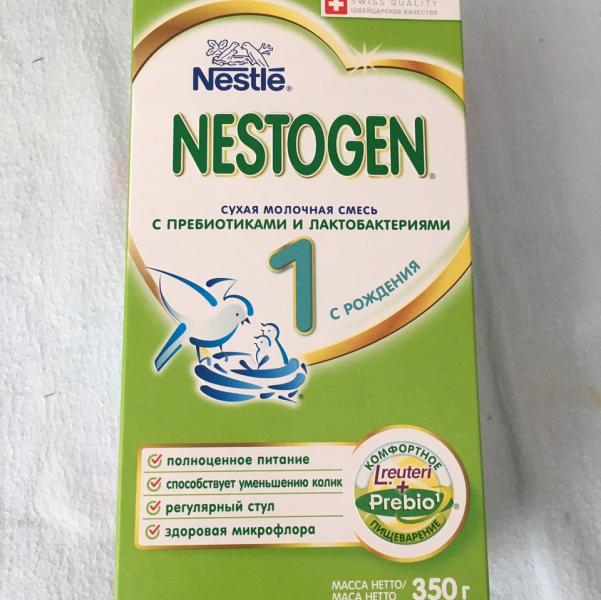 SWISS QUALITY
ШВЕЙЦАРСКОЕ КАЧЕСТВО
Nestlé®
NESTOGEN®
СУХАЯ МОЛОЧНАЯ СМЕСЬ
С ПРЕБИОТИКАМИ И ЛАКТОБАКТЕРИЯМИ
1
С РОЖДЕНИЯ
полноценное питание
способствует уменьшению колик
регулярный стул
здоровая микрофлора
КОМФОРТНОЕ
L.reuteri
+
Prebio¹®
ПИЩЕВАРЕНИЕ
МАССА НЕТТО/
МАСА НЕТТО
350 г